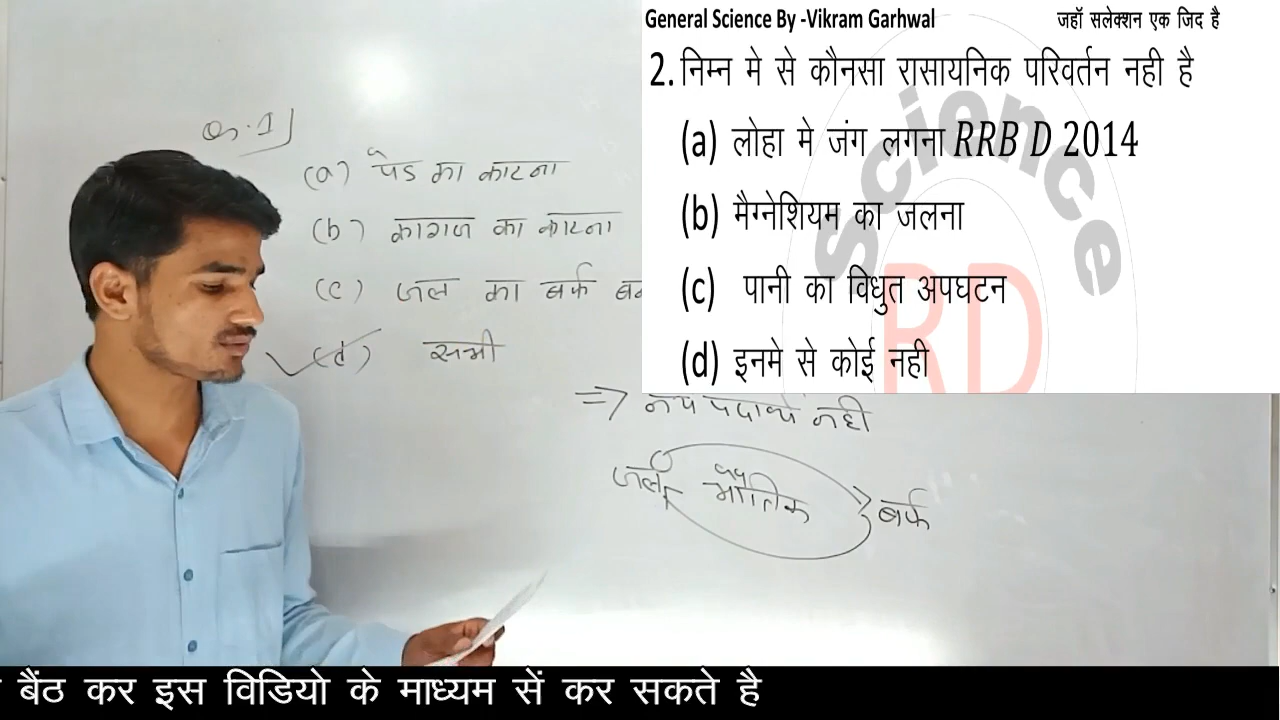 General Science By -Vikram Garhwal
जहॉ सलेक्शन एक जिद है
2. निम्न मे से कौनसा रासायनिक परिवर्तन नही है
(a) लोहा मे जंग लगना RRB D 2014
(b) मैग्नेशियम का जलना
(c) पानी का विधुत अपघटन
(d) इनमे से कोई नही
Science
RD
Q.1
(a) पेड का काटना
(b) कागज का काटना
(c) जल का बर्फ
(d) सभी
=> पदार्थ नही
जल भौतिक बर्फ
बैंठ कर इस विडियो के माध्यम सें कर सकते है